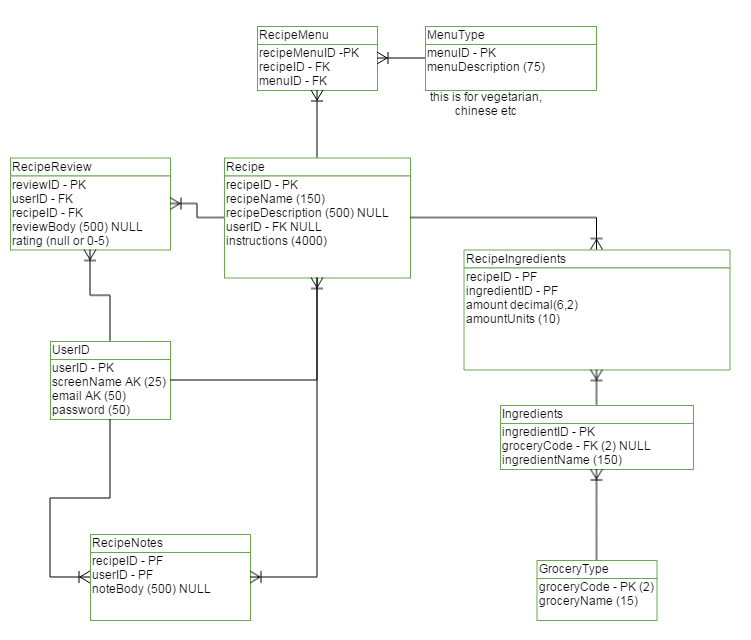 RecipeMenu
recipeMenuID -PK
recipeID - FK
menuID - FK
MenuType
menuID - PK
menuDescription (75)
this is for vegetarian,
chinese etc
RecipeReview
reviewID - PK
userID - FK
recipeID - FK
reviewBody (500) NULL
rating (null or 0-5)
Recipe
recipeID - PK
recipeName (150)
recipeDescription (500) NULL
userID - FK NULL
instructions (4000)
RecipeIngredients
recipeID - PF
ingredientID - PF
amount decimal(6,2)
amountUnits (10)
UserID
userID - PK
screenName AK (25)
email AK (50)
password (50)
Ingredients
ingredientID - PK
groceryCode - FK (2) NULL
ingredientName (150)
RecipeNotes
recipeID - PF
userID - PF
noteBody (500) NULL
GroceryType
groceryCode - PK (2)
groceryName (15)